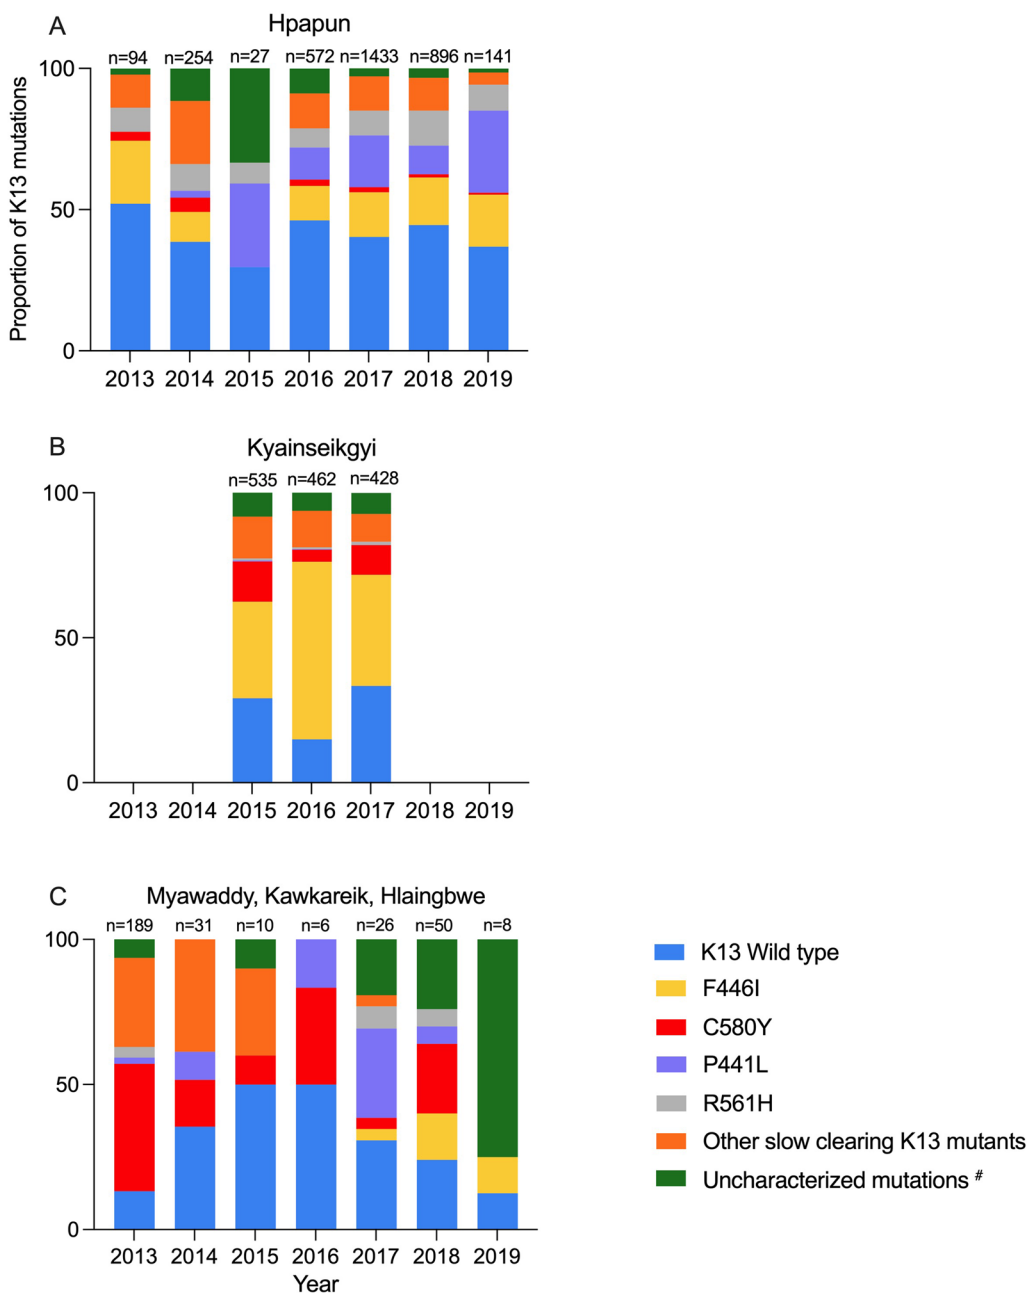 A
Hpapun
n=94 n=254 n=27 n=572 n=1433 n=896 n=141
Proportion of K13 mutations
100
50
0
2013 2014 2015 2016 2017 2018 2019
B
Kyainseikgyi
n=535 n=462 n=428
100
50
0
2013 2014 2015 2016 2017 2018 2019
C
Myawaddy, Kawkareik, Hlaingbwe
n=189 n=31 n=10 n=6 n=26 n=50 n=8
100
50
0
2013 2014 2015 2016 2017 2018 2019
Year
K13 Wild type
F446I
C580Y
P441L
R561H
Other slow clearing K13 mutants
Uncharacterized mutations #